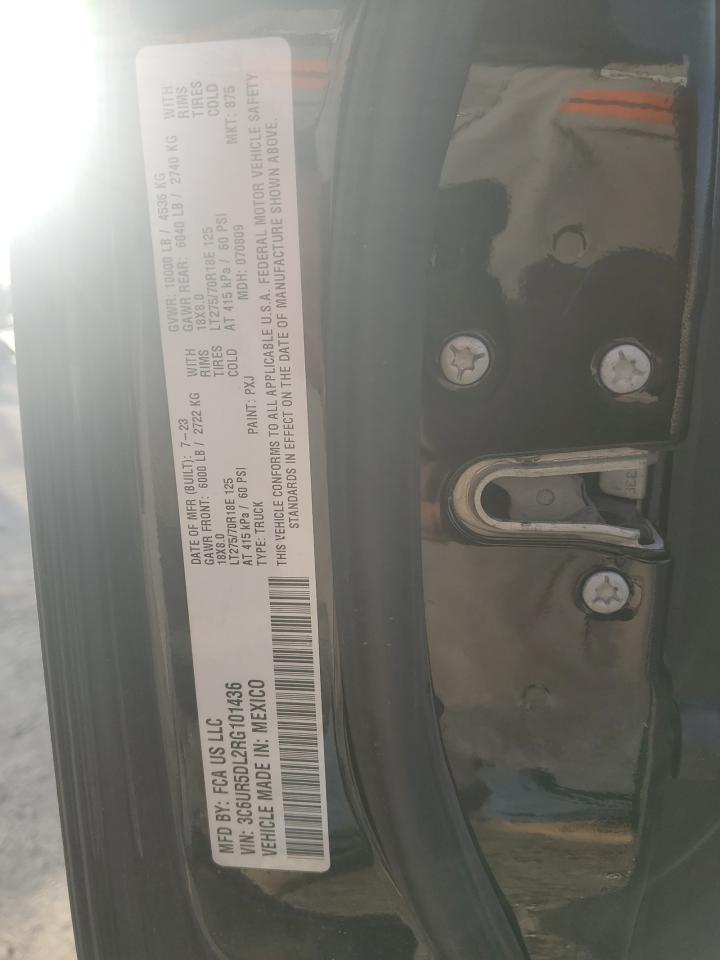 MFD BY: FCA US LLC
VIN: 3C6UR5DL2RG101436
VEHICLE MADE IN: MEXICO
DATE OF MFR (BUILT): 7-23 GVWR: 10000 LB / 4536 KG
GAWR FRONT: 6000 LB / 2722 KG WITH GAWR REAR: 6040 LB / 2740 KG WITH
18X8.0 RIMS 18X8.0 RIMS
LT275/70R18E 125 TIRES LT275/70R18E 125 TIRES
AT 415 kPa / 60 PSI COLD AT 415 kPa / 60 PSI COLD
TYPE: TRUCK PAINT: PXJ MDH: 070809 MKT: 875
THIS VEHICLE CONFORMS TO ALL APPLICABLE U.S.A. FEDERAL MOTOR VEHICLE SAFETY
STANDARDS IN EFFECT ON THE DATE OF MANUFACTURE SHOWN ABOVE.